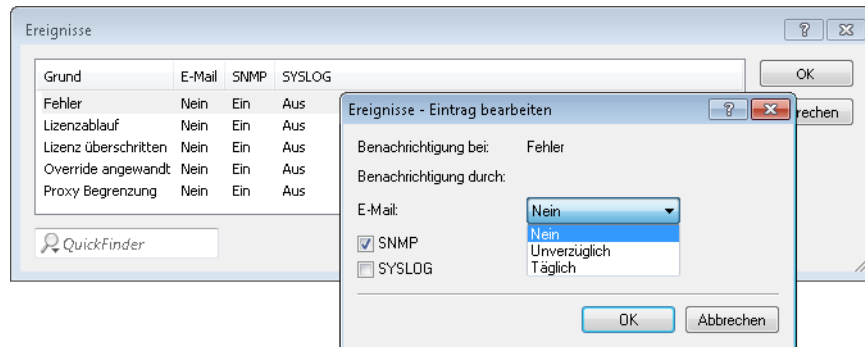 Ereignisse
Grund E-Mail SNMP SYSLOG
Fehler Nein Ein Aus
Lizenzablauf Nein Ein Aus
Lizenz überschritten Nein Ein Aus
Override angewandt Nein Ein Aus
Proxy Begrenzung Nein Ein Aus
QuickFinder
OK
rechen
Ereignisse - Eintrag bearbeiten
Benachrichtigung bei: Fehler
Benachrichtigung durch:
E-Mail: Nein
Nein
Unverzüglich
Täglich
SNMP
SYSLOG
OK Abbrechen